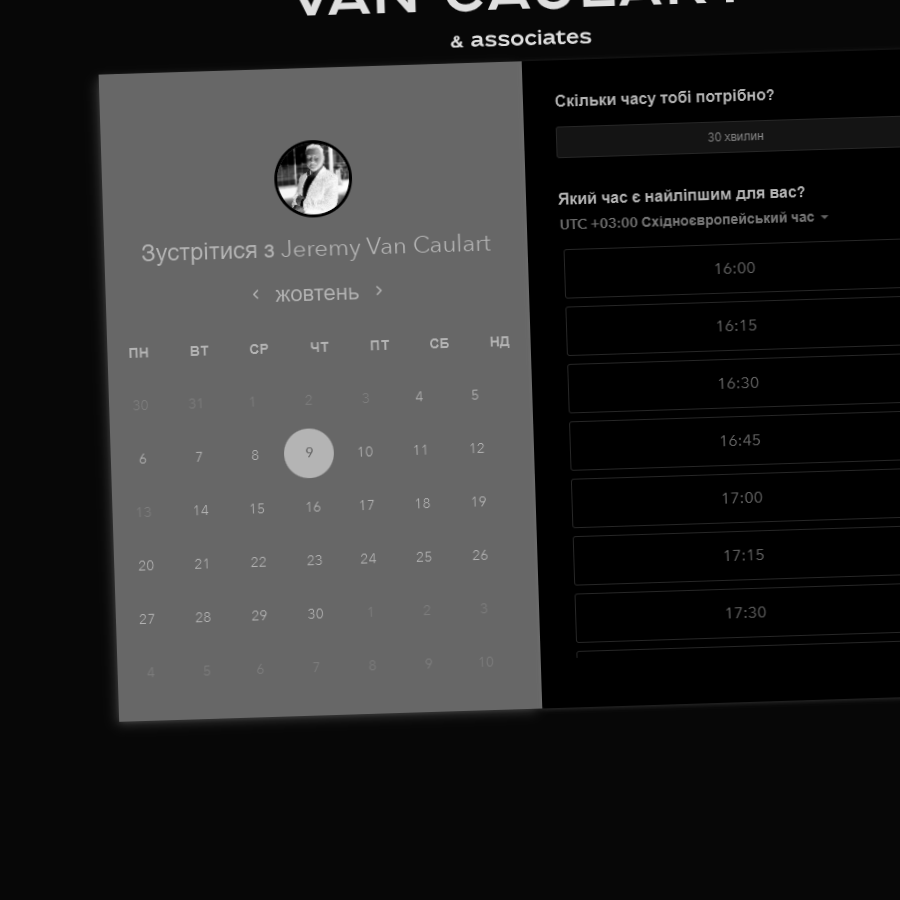 VAN CAULART
& associates
Зустрітися з Jeremy Van Caulart
жовтень
ПН ВТ СР ЧТ ПТ СБ НД
30 31 1 2 3 4 5
6 7 8 9 10 11 12
13 14 15 16 17 18 19
20 21 22 23 24 25 26
27 28 29 30 1 2 3
4 5 6 7 8 9 10
Скільки часу тобі потрібно?
30 хвилин
Який час є найліпшим для вас?
UTC +03:00 Східноєвропейський час
16:00
16:15
16:30
16:45
17:00
17:15
17:30